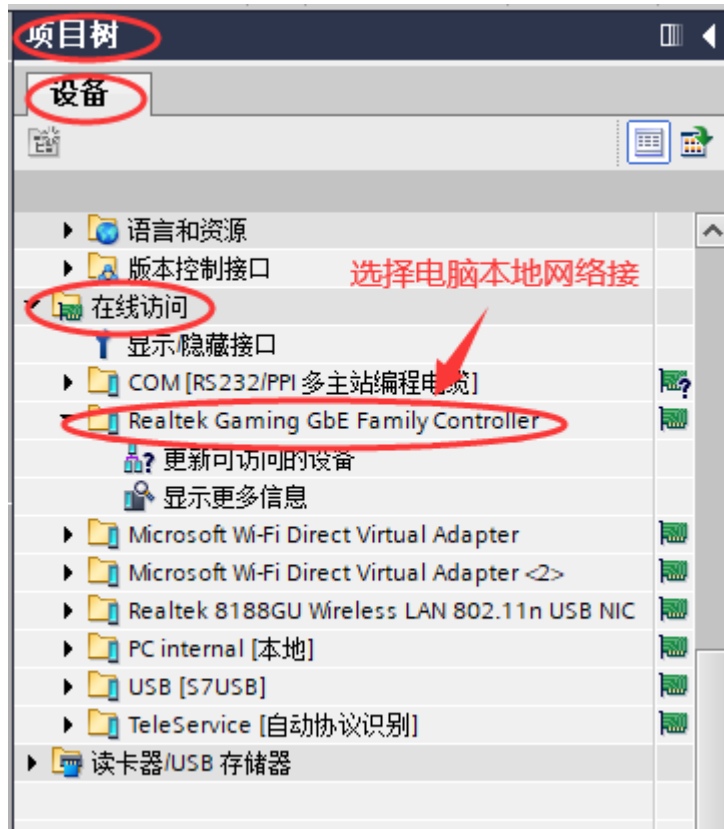 项目树
设备
语言和资源
版本控制接口
选择电脑本地网络接
在线访问
显示/隐藏接口
COM [RS232/PPI 多主站编程电缆]
Realtek Gaming GbE Family Controller
更新可访问的设备
显示更多信息
Microsoft Wi-Fi Direct Virtual Adapter
Microsoft Wi-Fi Direct Virtual Adapter <2>
Realtek 8188GU Wireless LAN 802.11n USB NIC
PC internal [本地]
USB [S7USB]
TeleService [自动协议识别]
读卡器/USB 存储器